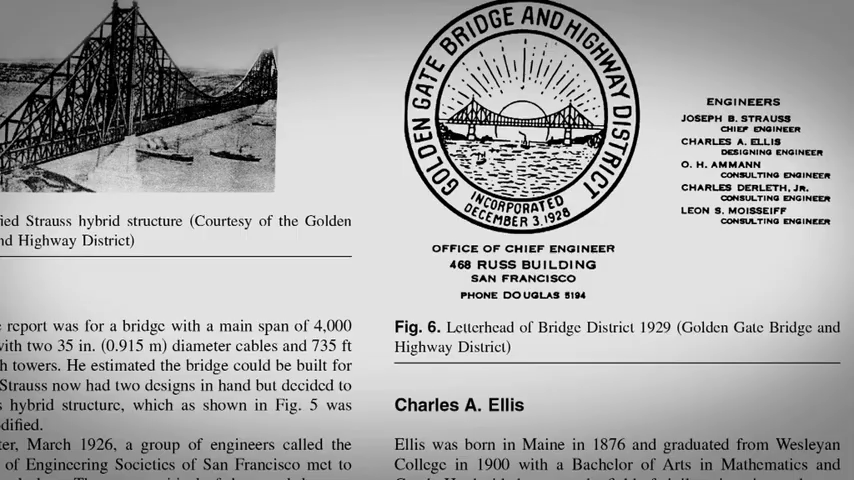 fied Strauss hybrid structure (Courtesy of the Golden
nd Highway District)
e report was for a bridge with a main span of 4,000
with two 35 in. (0.915 m) diameter cables and 735 ft
h towers. He estimated the bridge could be built for
Strauss now had two designs in hand but decided to
s hybrid structure, which as shown in Fig. 5 was
odified.
ter, March 1926, a group of engineers called the
of Engineering Societies of San Francisco met to
GOLDEN GATE BRIDGE AND HIGHWAY DISTRICT
INCORPORATED
DECEMBER 3, 1928
OFFICE OF CHIEF ENGINEER
468 RUSS BUILDING
SAN FRANCISCO
PHONE DOUGLAS 5194
ENGINEERS
JOSEPH B. STRAUSS
CHIEF ENGINEER
CHARLES A. ELLIS
DESIGNING ENGINEER
O. H. AMMANN
CONSULTING ENGINEER
CHARLES DERLETH, JR.
CONSULTING ENGINEER
LEON S. MOISSEIFF
CONSULTING ENGINEER
Fig. 6. Letterhead of Bridge District 1929 (Golden Gate Bridge and
Highway District)
Charles A. Ellis
Ellis was born in Maine in 1876 and graduated from Wesleyan
College in 1900 with a Bachelor of Arts in Mathematics and